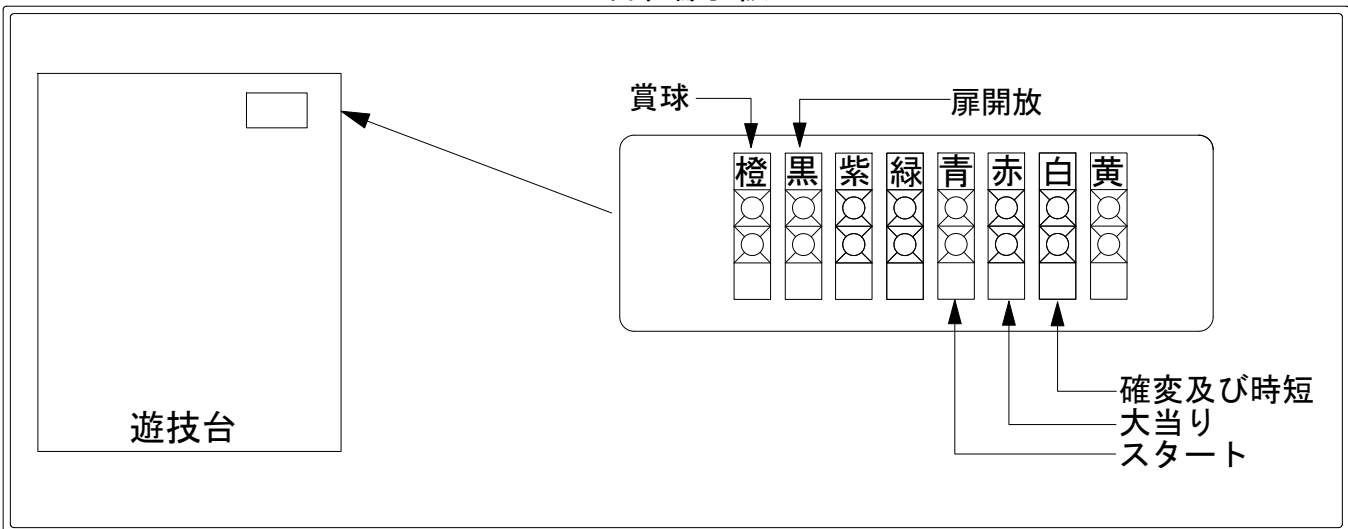 賞球
扉開放
橙 黒 紫 緑 青 赤 白 黄
確変及び時短
大当り
スタート
遊技台